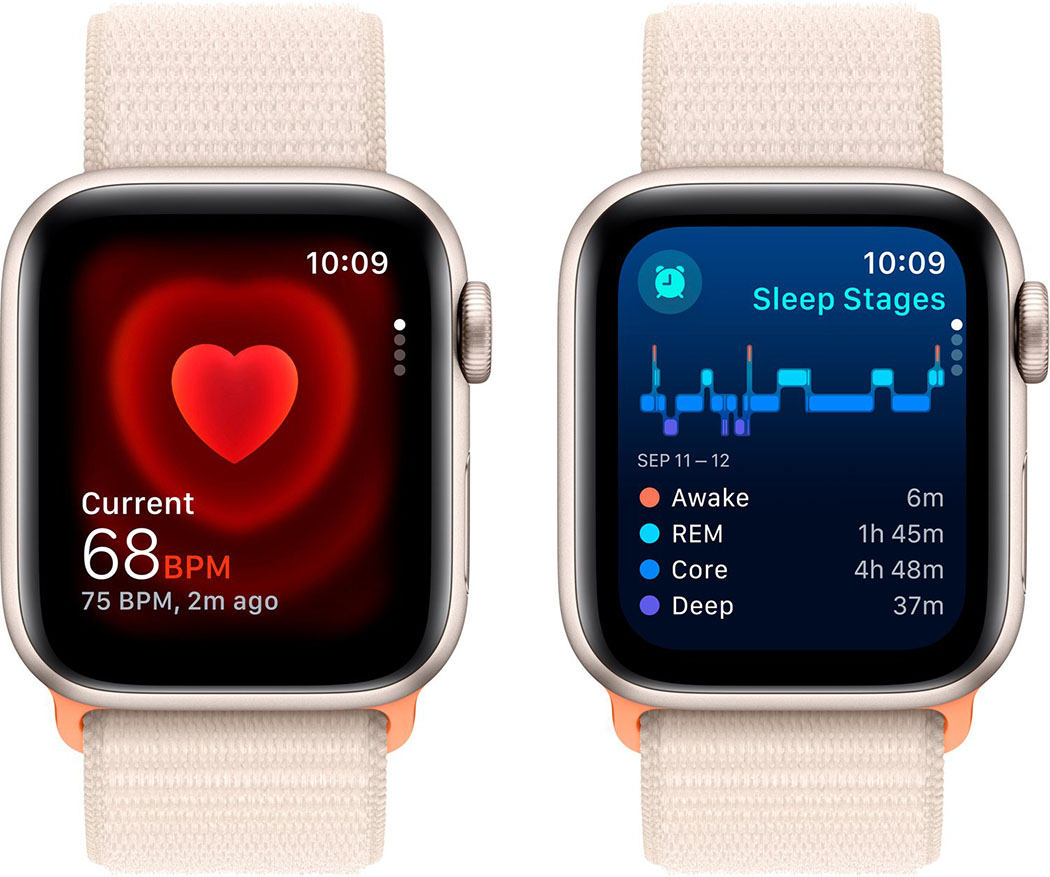 10:09
Current
68BPM
75 BPM, 2m ago
10:09
Sleep Stages
SEP 11 – 12
Awake 6m
REM 1h 45m
Core 4h 48m
Deep 37m